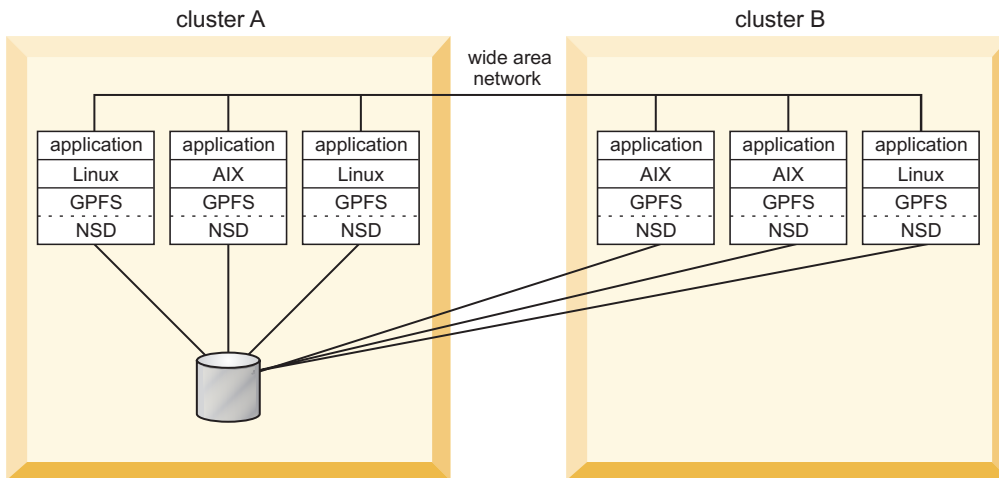 cluster A
cluster B
wide area
network
application
Linux
GPFS
NSD
application
AIX
GPFS
NSD
application
Linux
GPFS
NSD
application
AIX
GPFS
NSD
application
AIX
GPFS
NSD
application
Linux
GPFS
NSD